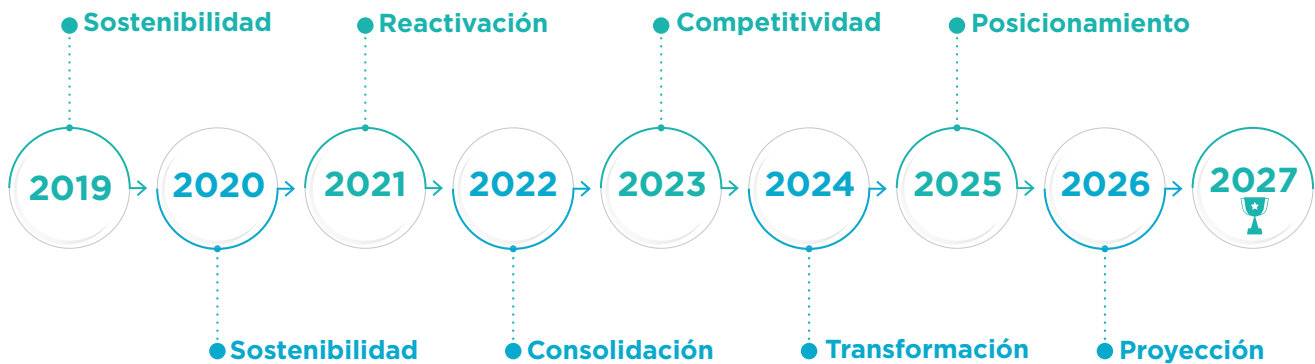 Sostenibilidad
Reactivación
Competitividad
Posicionamiento
2019
2020
2021
2022
2023
2024
2025
2026
2027
Sostenibilidad
Consolidación
Transformación
Proyección